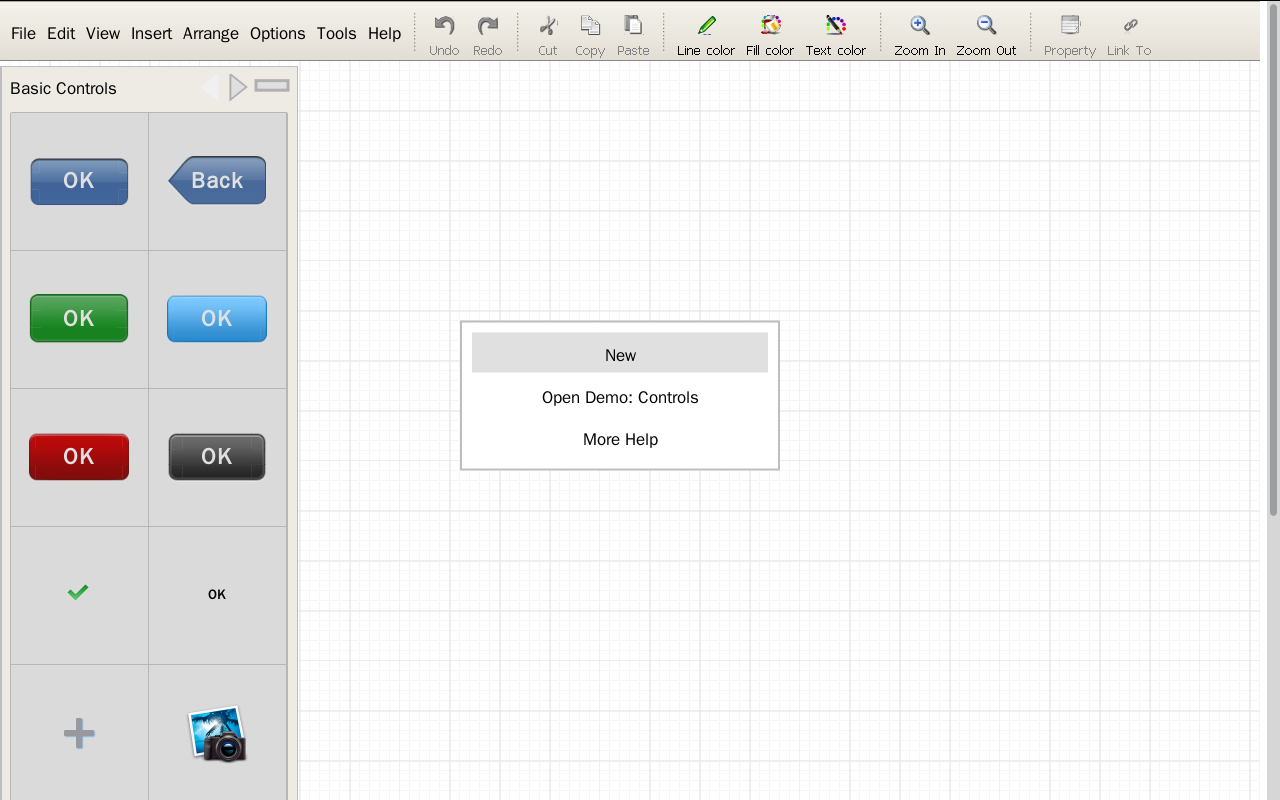 File Edit View Insert Arrange Options Tools Help
Undo Redo Cut Copy Paste Line color Fill color Text color Zoom In Zoom Out Property Link To
Basic Controls
OK Back
OK OK
OK OK
OK
New
Open Demo: Controls
More Help